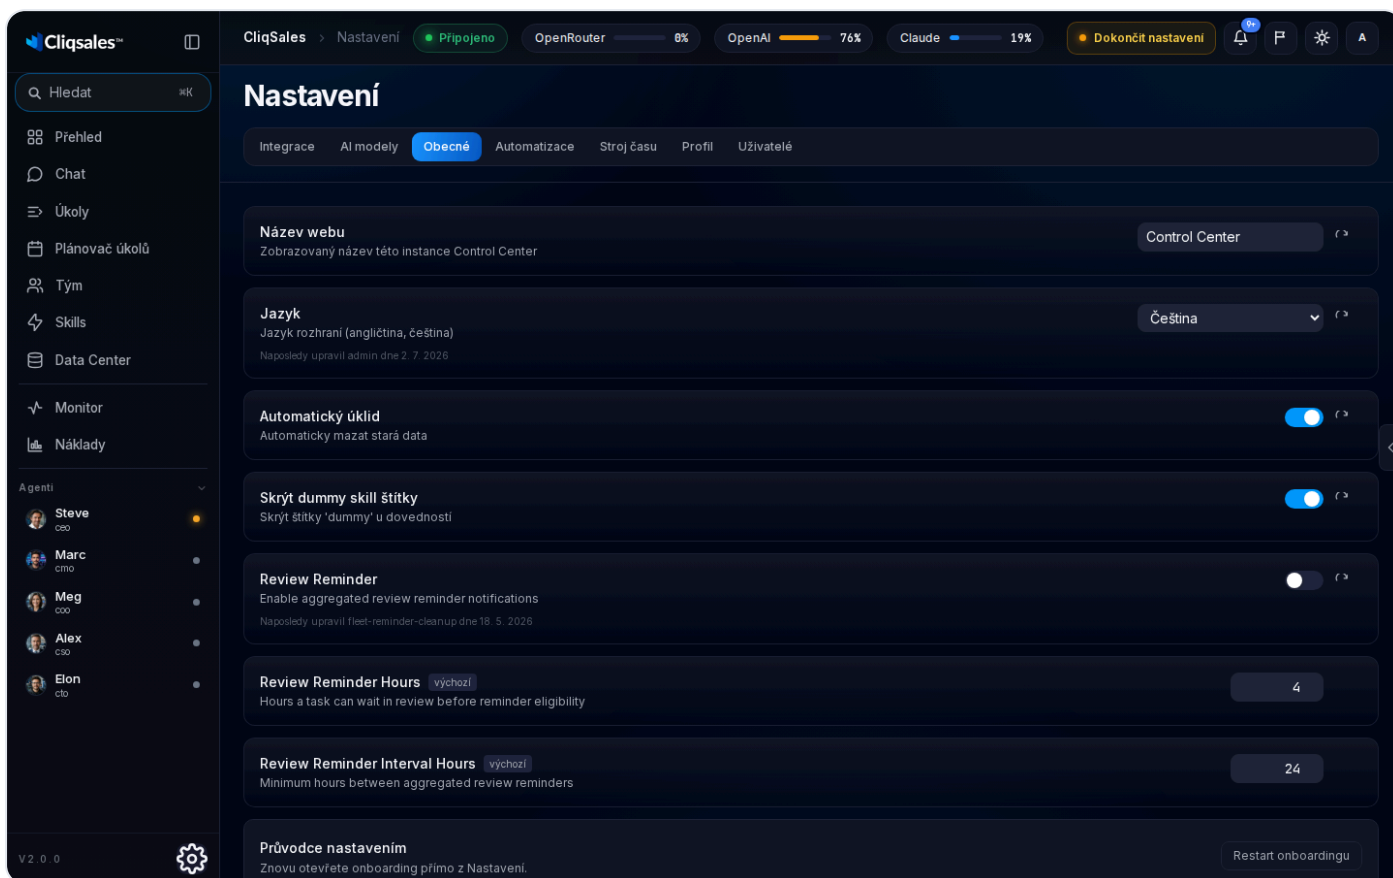 Cliqsales™
Hledat ⌘K
Přehled
Chat
Úkoly
Plánovač úkolů
Tým
Skills
Data Center
Monitor
Náklady
Agenti
Steve
ceo
Marc
cmo
Meg
coo
Alex
cso
Elon
cto
V2.0.0
CliqSales > Nastavení Připojeno OpenRouter 0% OpenAI 76% Claude 19% Dokončit nastavení 9+ A
Nastavení
Integrace AI modely Obecné Automatizace Stroj času Profil Uživatelé
Název webu
Zobrazovaný název této instance Control Center
Control Center
Jazyk
Jazyk rozhraní (angličtina, čeština)
Naposledy upravil admin dne 2. 7. 2026
Čeština
Automatický úklid
Automaticky mazat stará data
Skrýt dummy skill štítky
Skrýt štítky 'dummy' u dovedností
Review Reminder
Enable aggregated review reminder notifications
Naposledy upravil fleet-reminder-cleanup dne 18. 5. 2026
Review Reminder Hours výchozí
Hours a task can wait in review before reminder eligibility
4
Review Reminder Interval Hours výchozí
Minimum hours between aggregated review reminders
24
Průvodce nastavením
Znovu otevřete onboarding přímo z Nastavení.
Restart onboardingu